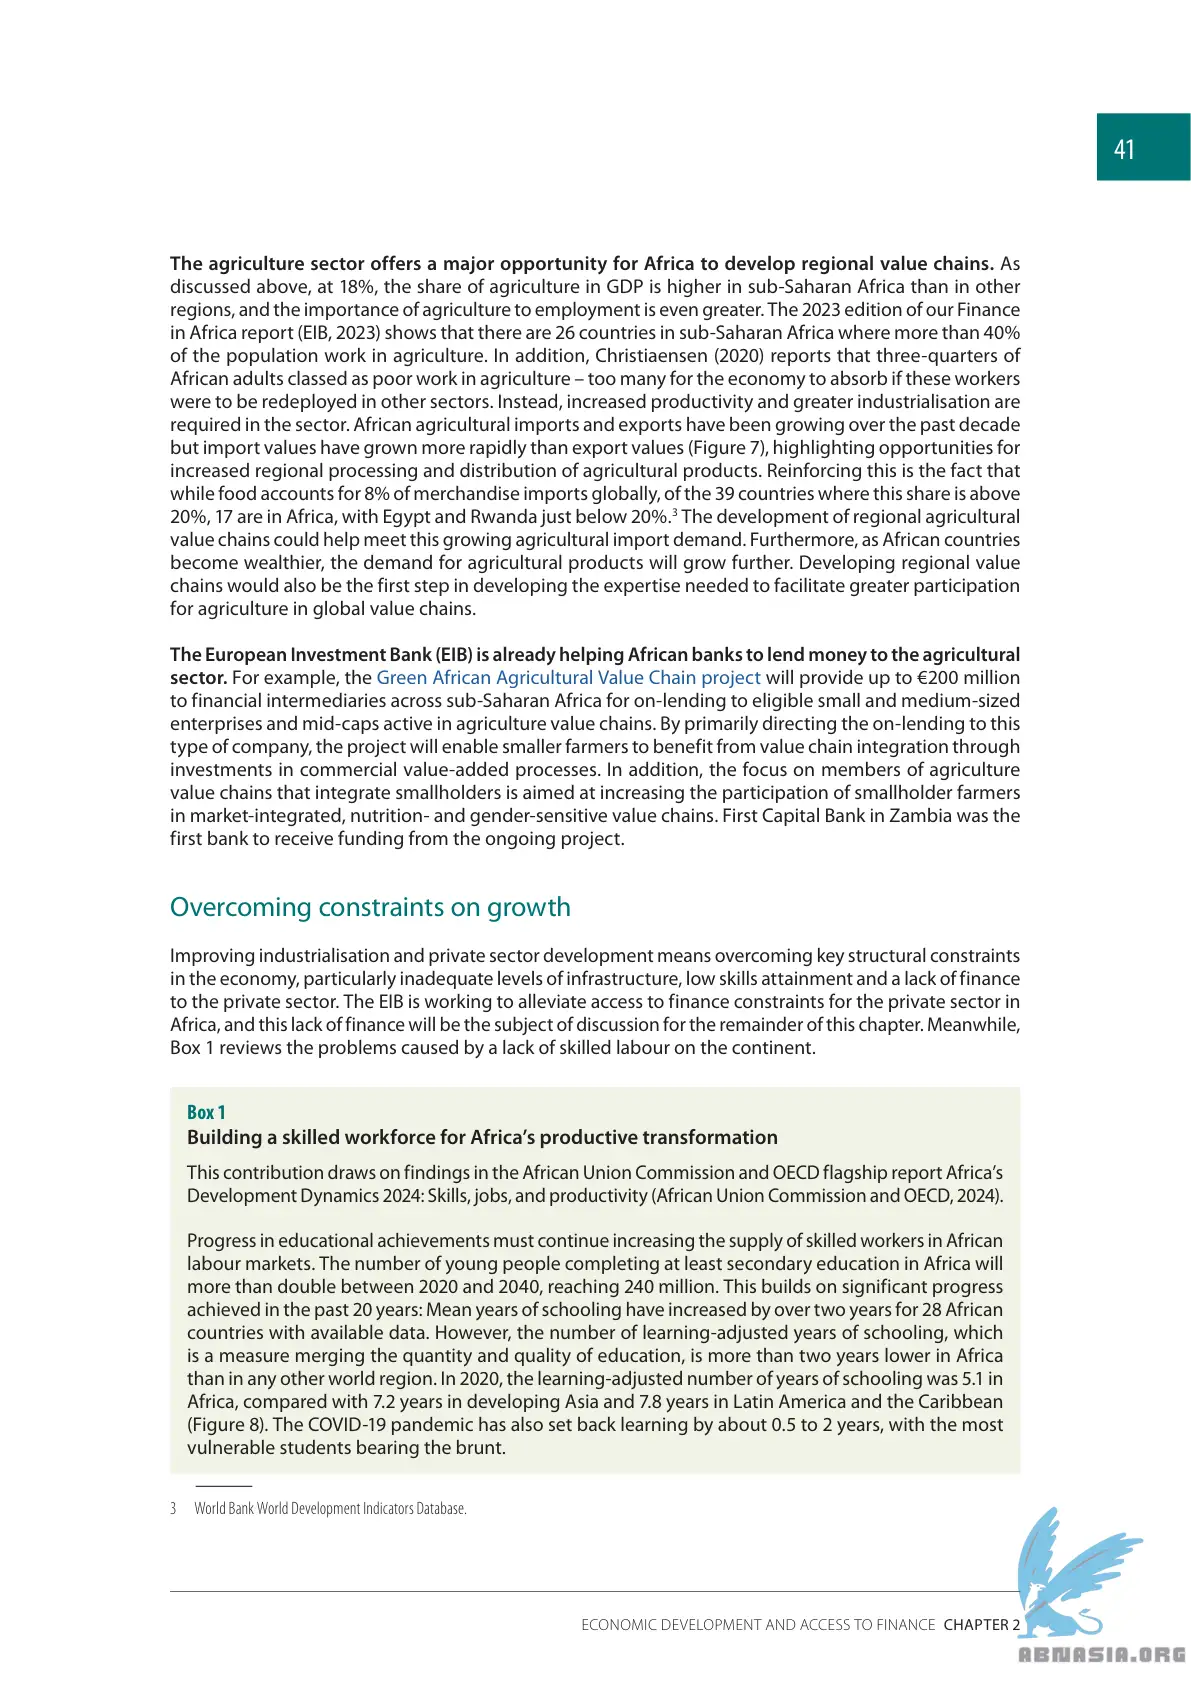 41
The agriculture sector offers a major opportunity for Africa to develop regional value chains. As
discussed above, at 18%, the share of agriculture in GDP is higher in sub-Saharan Africa than in other
regions, and the importance of agriculture to employment is even greater. The 2023 edition of our Finance
in Africa report (EIB, 2023) shows that there are 26 countries in sub-Saharan Africa where more than 40%
of the population work in agriculture. In addition, Christiaensen (2020) reports that three-quarters of
African adults classed as poor work in agriculture – too many for the economy to absorb if these workers
were to be redeployed in other sectors. Instead, increased productivity and greater industrialisation are
required in the sector. African agricultural imports and exports have been growing over the past decade
but import values have grown more rapidly than export values (Figure 7), highlighting opportunities for
increased regional processing and distribution of agricultural products. Reinforcing this is the fact that
while food accounts for 8% of merchandise imports globally, of the 39 countries where this share is above
20%, 17 are in Africa, with Egypt and Rwanda just below 20%.3 The development of regional agricultural
value chains could help meet this growing agricultural import demand. Furthermore, as African countries
become wealthier, the demand for agricultural products will grow further. Developing regional value
chains would also be the first step in developing the expertise needed to facilitate greater participation
for agriculture in global value chains.
The European Investment Bank (EIB) is already helping African banks to lend money to the agricultural
sector. For example, the Green African Agricultural Value Chain project will provide up to €200 million
to financial intermediaries across sub-Saharan Africa for on-lending to eligible small and medium-sized
enterprises and mid-caps active in agriculture value chains. By primarily directing the on-lending to this
type of company, the project will enable smaller farmers to benefit from value chain integration through
investments in commercial value-added processes. In addition, the focus on members of agriculture
value chains that integrate smallholders is aimed at increasing the participation of smallholder farmers
in market-integrated, nutrition- and gender-sensitive value chains. First Capital Bank in Zambia was the
first bank to receive funding from the ongoing project.
Overcoming constraints on growth
Improving industrialisation and private sector development means overcoming key structural constraints
in the economy, particularly inadequate levels of infrastructure, low skills attainment and a lack of finance
to the private sector. The EIB is working to alleviate access to finance constraints for the private sector in
Africa, and this lack of finance will be the subject of discussion for the remainder of this chapter. Meanwhile,
Box 1 reviews the problems caused by a lack of skilled labour on the continent.
Box 1
Building a skilled workforce for Africa’s productive transformation
This contribution draws on findings in the African Union Commission and OECD flagship report Africa’s
Development Dynamics 2024: Skills, jobs, and productivity (African Union Commission and OECD, 2024).
Progress in educational achievements must continue increasing the supply of skilled workers in African
labour markets. The number of young people completing at least secondary education in Africa will
more than double between 2020 and 2040, reaching 240 million. This builds on significant progress
achieved in the past 20 years: Mean years of schooling have increased by over two years for 28 African
countries with available data. However, the number of learning-adjusted years of schooling, which
is a measure merging the quantity and quality of education, is more than two years lower in Africa
than in any other world region. In 2020, the learning-adjusted number of years of schooling was 5.1 in
Africa, compared with 7.2 years in developing Asia and 7.8 years in Latin America and the Caribbean
(Figure 8). The COVID-19 pandemic has also set back learning by about 0.5 to 2 years, with the most
vulnerable students bearing the brunt.
3 World Bank World Development Indicators Database.
ECONOMIC DEVELOPMENT AND ACCESS TO FINANCE CHAPTER 2
ABNASIA.ORG